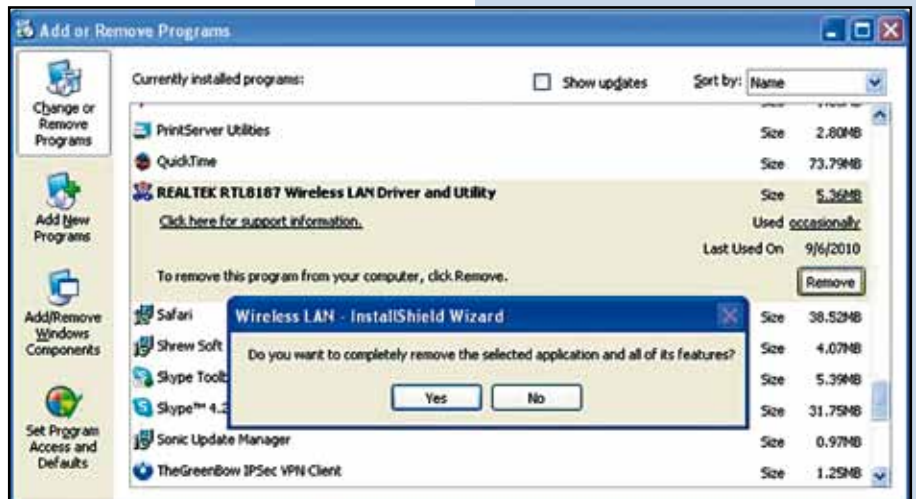 Add or Remove Programs
Change or
Remove
Programs
Add New
Programs
Add/Remove
Windows
Components
Set Program
Access and
Defaults
Currently installed programs:
Show updates
Sort by: Name
PrintServer Utilities Size 2.80MB
QuickTime Size 73.79MB
REALTEK RTL8187 Wireless LAN Driver and Utility Size 5.36MB
Click here for support information. Used occasionally
Last Used On 9/6/2010
To remove this program from your computer, click Remove. Remove
Safari Size 38.52MB
Wireless LAN - InstallShield Wizard
Shrew Soft Size 4.07MB
Do you want to completely remove the selected application and all of its features?
Skype Size 5.39MB
Yes No
Skype™ 4.2 Size 31.75MB
Sonic Update Manager Size 0.97MB
TheGreenBow IPSec VPN Client Size 1.25MB